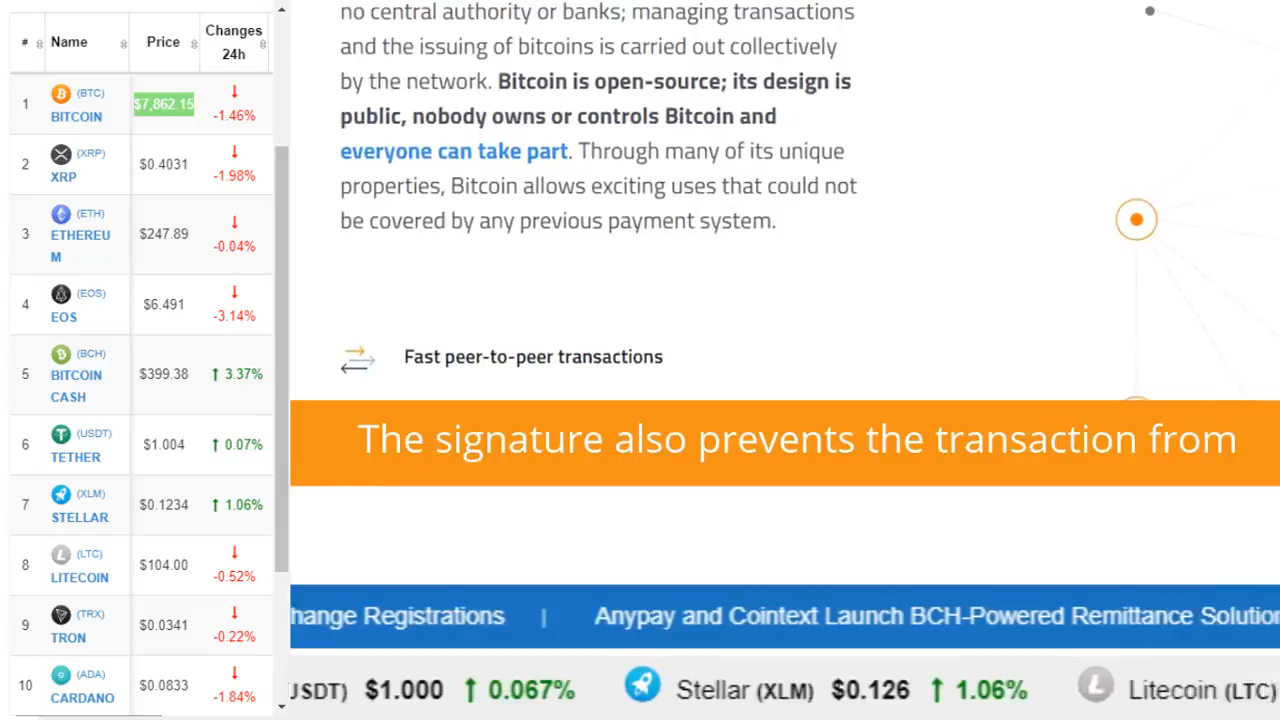 # Name Price Changes 24h
1 (BTC) BITCOIN $7,862.15 ↓ -1.46%
2 (XRP) XRP $0.4031 ↓ -1.98%
3 (ETH) ETHEREU M $247.89 ↓ -0.04%
4 (EOS) EOS $6.491 ↓ -3.14%
5 (BCH) BITCOIN CASH $399.38 ↑ 3.37%
6 (USDT) TETHER $1.004 ↑ 0.07%
7 (XLM) STELLAR $0.1234 ↑ 1.06%
8 (LTC) LITECOIN $104.00 ↓ -0.52%
9 (TRX) TRON $0.0341 ↓ -0.22%
10 (ADA) CARDANO $0.0833 ↓ -1.84%
no central authority or banks; managing transactions
and the issuing of bitcoins is carried out collectively
by the network. Bitcoin is open-source; its design is
public, nobody owns or controls Bitcoin and
everyone can take part. Through many of its unique
properties, Bitcoin allows exciting uses that could not
be covered by any previous payment system.
Fast peer-to-peer transactions
The signature also prevents the transaction from
hange Registrations | Anypay and Cointext Launch BCH-Powered Remittance Solution
USDT) $1.000 ↑ 0.067% Stellar (XLM) $0.126 ↑ 1.06% Litecoin (LTC)